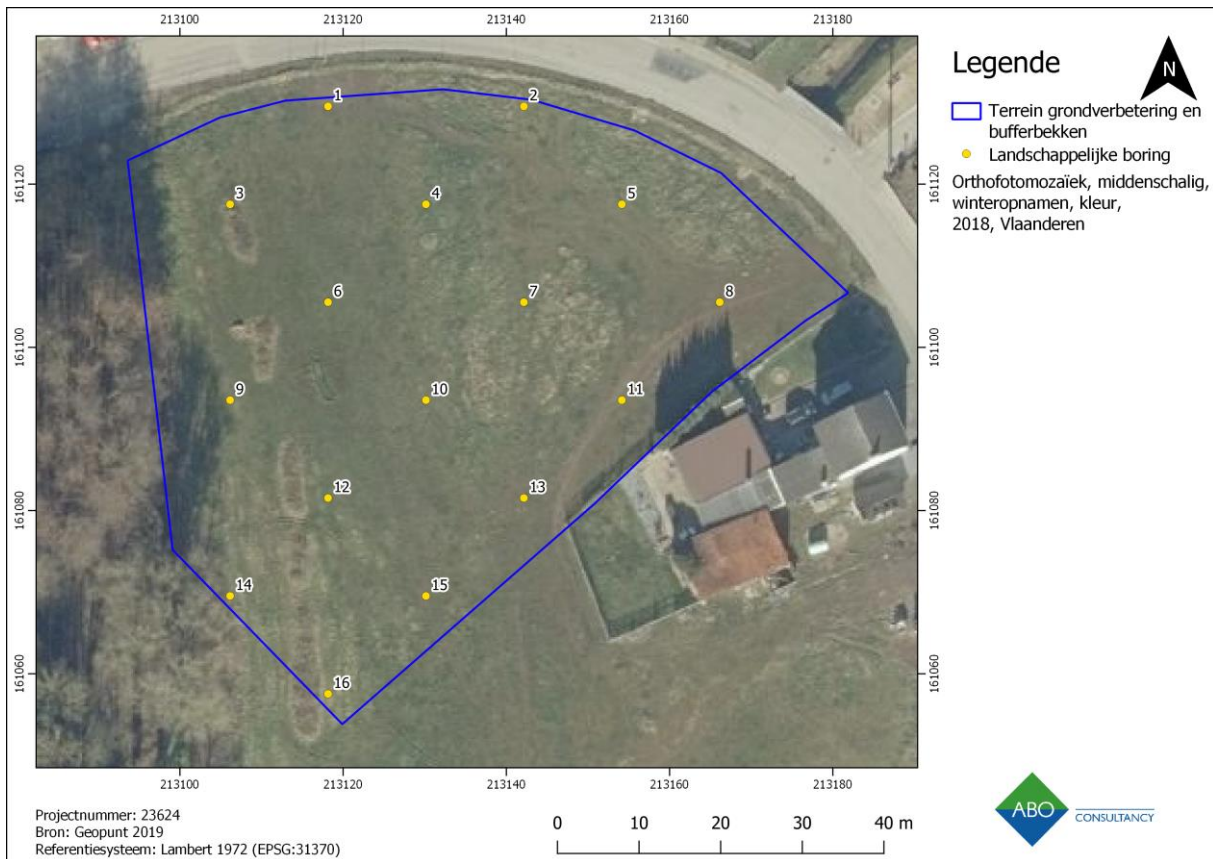 213100 213120 213140 213160 213180
Legende
N
Terrein grondverbetering en
bufferbekken
Landschappelijke boring
Orthofotomozaïek, middenschalig,
winteropnamen, kleur,
2018, Vlaanderen
1 2
161120 161120
3 4 5
6 7 8
161100 161100
9 10 11
12 13
161080 161080
14 15
161060 161060
16
213100 213120 213140 213160 213180
Projectnummer: 23624
Bron: Geopunt 2019
Referentiesysteem: Lambert 1972 (EPSG:31370)
0 10 20 30 40 m
ABO CONSULTANCY